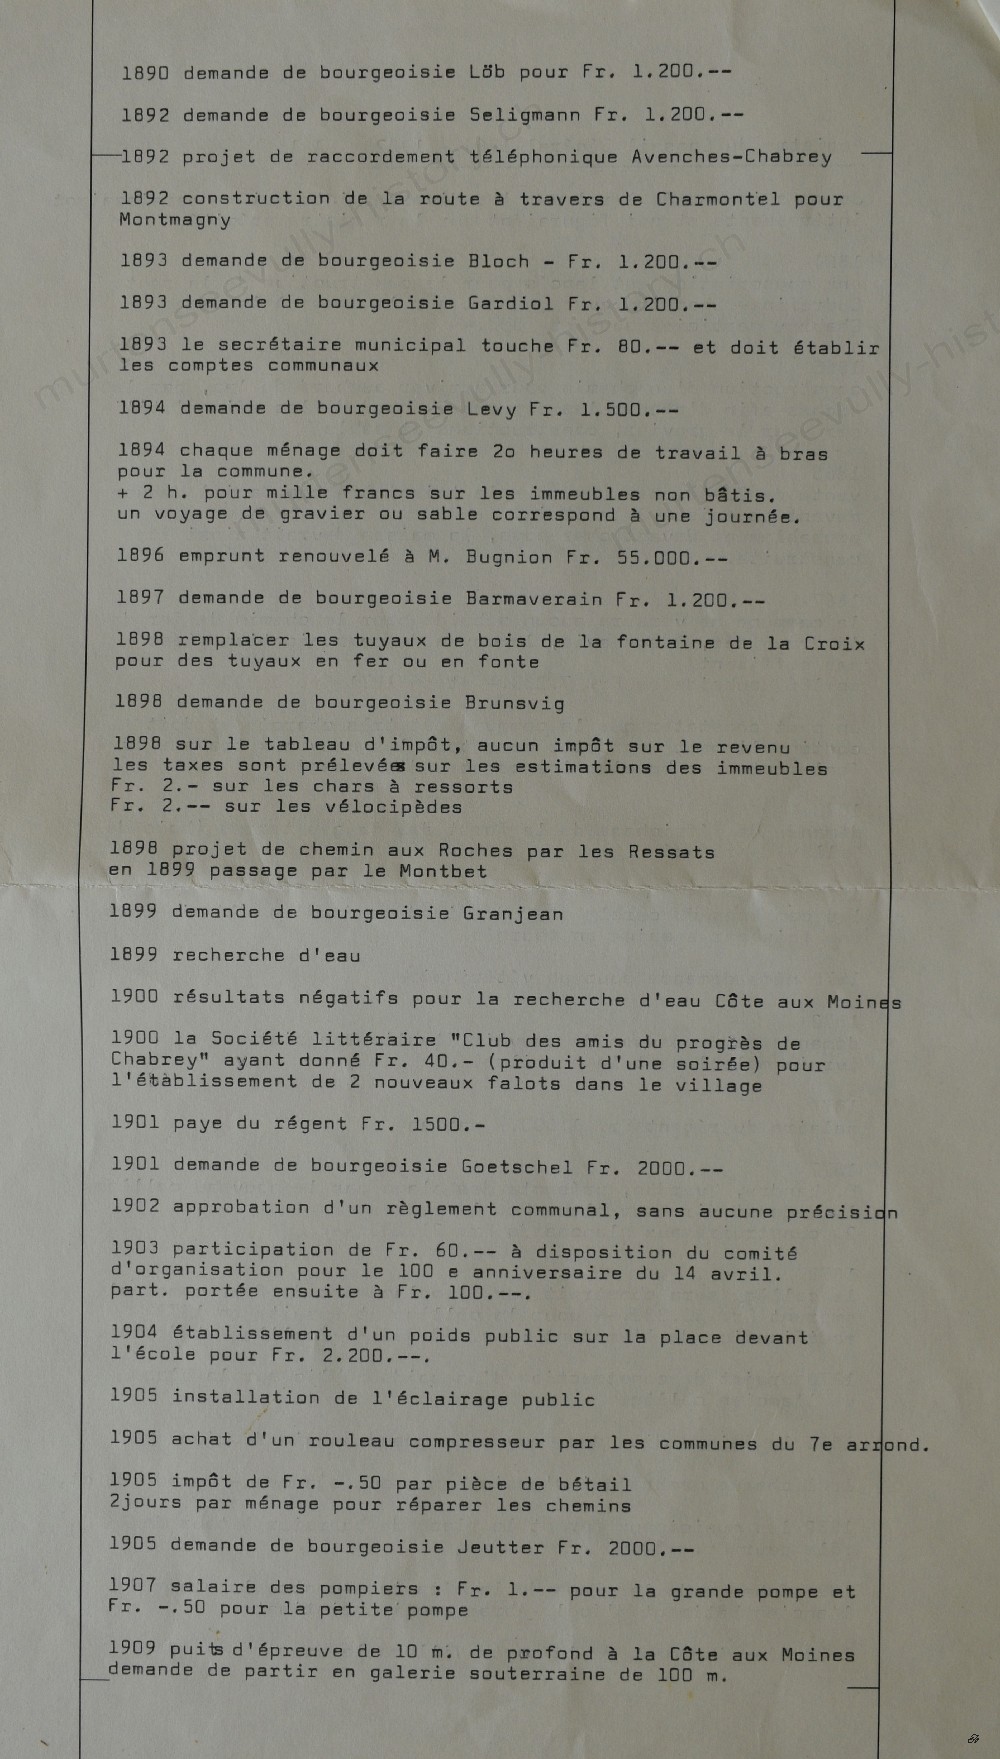 1890 demande de bourgeoisie Löb pour Fr. 1.200.--
1892 demande de bourgeoisie Seligmann Fr. 1.200.--
1892 projet de raccordement téléphonique Avenches-Chabrey
1892 construction de la route à travers de Charmontel pour
Montmagny
1893 demande de bourgeoisie Bloch - Fr. 1.200.--
1893 demande de bourgeoisie Gardiol Fr. 1.200.--
1893 le secrétaire municipal touche Fr. 80.-- et doit établir
les comptes communaux
1894 demande de bourgeoisie Levy Fr. 1.500.--
1894 chaque ménage doit faire 2o heures de travail à bras
pour la commune.
+ 2 h. pour mille francs sur les immeubles non bâtis.
un voyage de gravier ou sable correspond à une journée.
1896 emprunt renouvelé à M. Bugnion Fr. 55.000.--
1897 demande de bourgeoisie Barmaverain Fr. 1.200.--
1898 remplacer les tuyaux de bois de la fontaine de la Croix
pour des tuyaux en fer ou en fonte
1898 demande de bourgeoisie Brunsvig
1898 sur le tableau d'impôt, aucun impôt sur le revenu
les taxes sont prélevées sur les estimations des immeubles
Fr. 2.- sur les chars à ressorts
Fr. 2.-- sur les vélocipèdes
1898 projet de chemin aux Roches par les Ressats
en 1899 passage par le Montbet
1899 demande de bourgeoisie Granjean
1899 recherche d'eau
1900 résultats négatifs pour la recherche d'eau Côte aux Moines
1900 la Société littéraire "Club des amis du progrès de
Chabrey" ayant donné Fr. 40.- (produit d'une soirée) pour
l'établissement de 2 nouveaux falots dans le village
1901 paye du régent Fr. 1500.-
1901 demande de bourgeoisie Goetschel Fr. 2000.--
1902 approbation d'un règlement communal, sans aucune précision
1903 participation de Fr. 60.-- à disposition du comité
d'organisation pour le 100 e anniversaire du 14 avril.
part. portée ensuite à Fr. 100.--.
1904 établissement d'un poids public sur la place devant
l'école pour Fr. 2.200.--.
1905 installation de l'éclairage public
1905 achat d'un rouleau compresseur par les communes du 7e arrond.
1905 impôt de Fr. -.50 par pièce de bétail
2jours par ménage pour réparer les chemins
1905 demande de bourgeoisie Jeutter Fr. 2000.--
1907 salaire des pompiers : Fr. 1.-- pour la grande pompe et
Fr. -.50 pour la petite pompe
1909 puits d'épreuve de 10 m. de profond à la Côte aux Moines
demande de partir en galerie souterraine de 100 m.
murtenseevully-history.ch
murtenseevully-history.ch
murtenseevully-hist